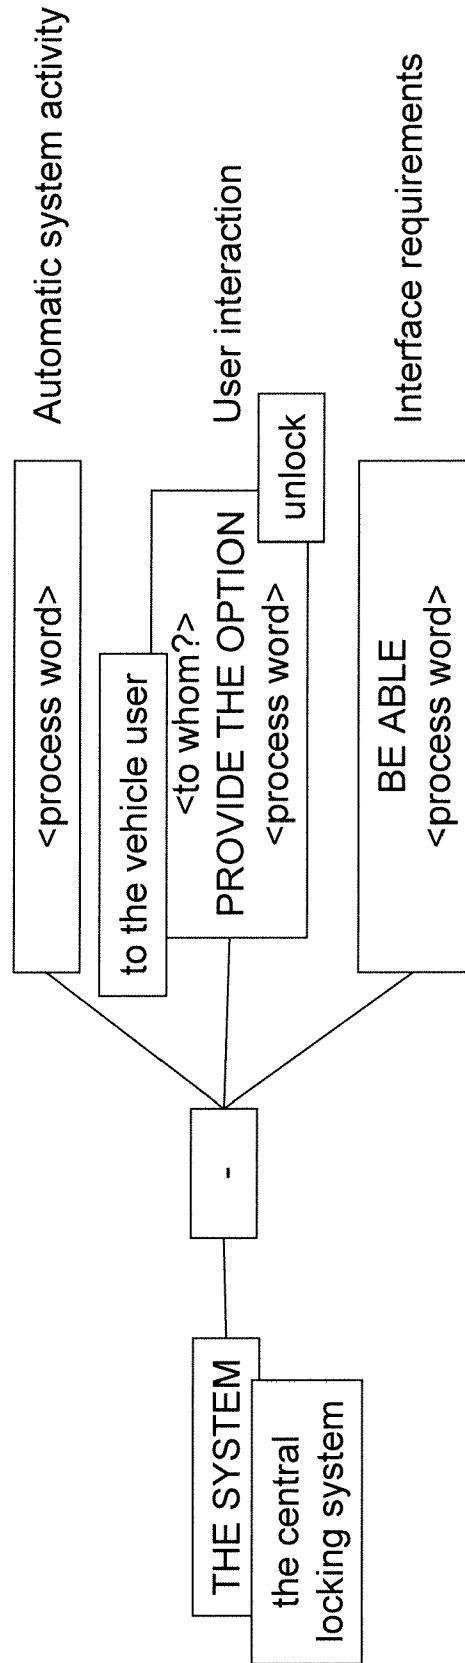 THE SYSTEM
the central
locking system
-
<process word>
Automatic system activity
to the vehicle user
<to whom?>
PROVIDE THE OPTION
<process word>
unlock
User interaction
BE ABLE
<process word>
Interface requirements